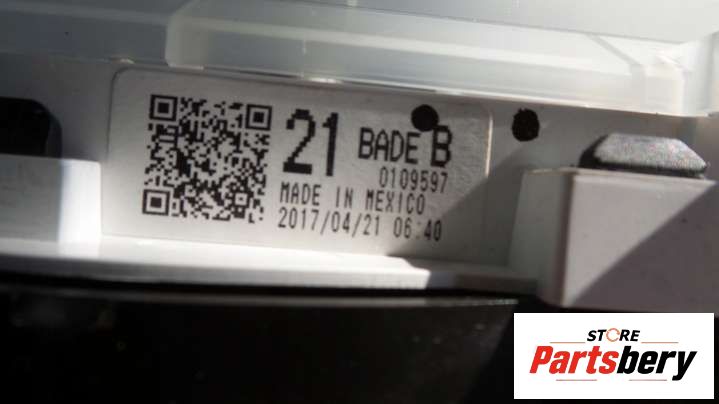 21 BADE B
0109597
MADE IN MEXICO
2017/04/21 06:40
STORE
Partsbery